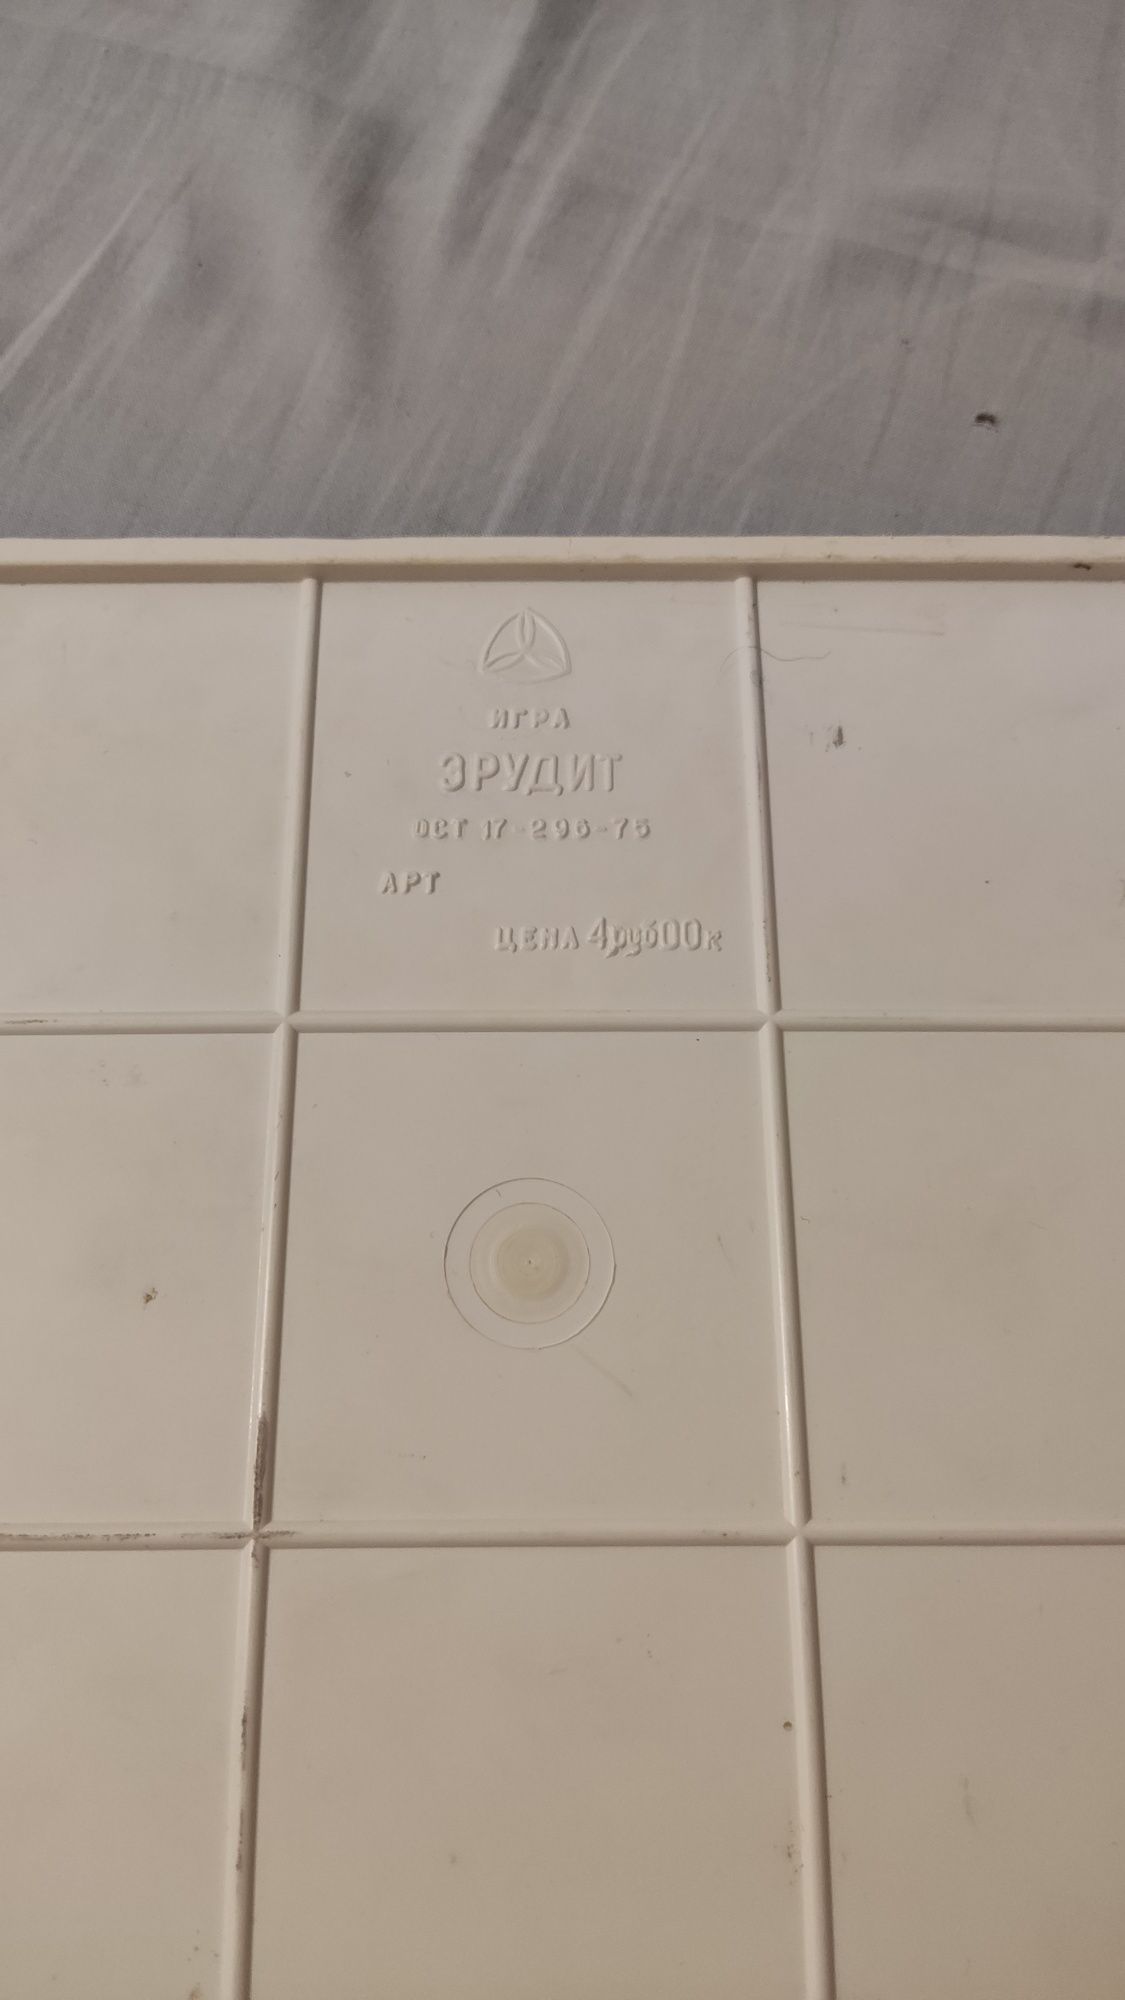 ИГРА
ЭРУДИТ
ОСТ 17-296-75
АРТ
ЦЕНА 4руб00к